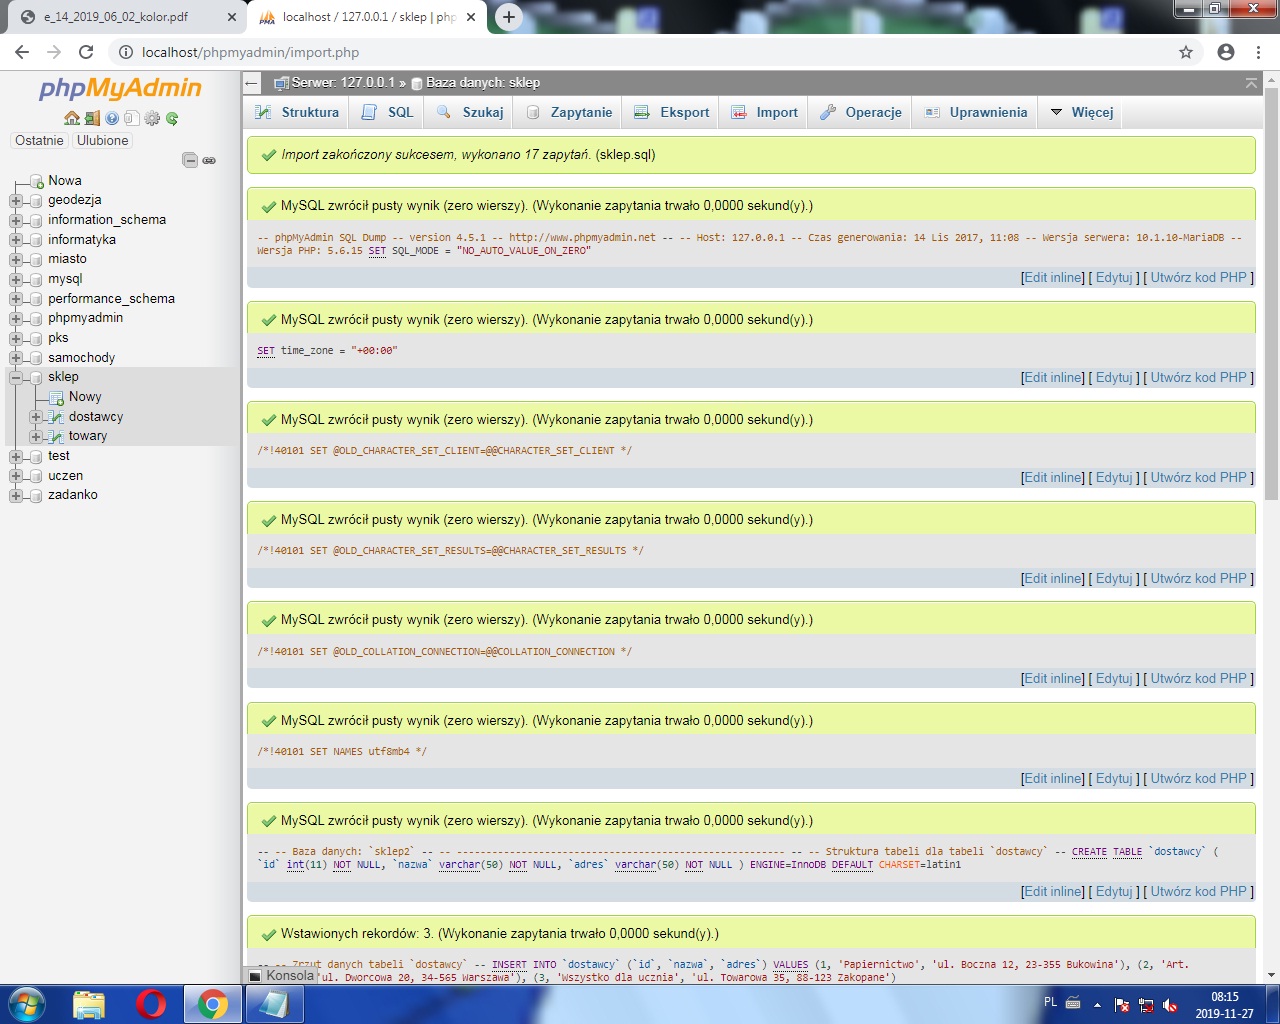 e_14_2019_06_02_kolor.pdf
localhost / 127.0.0.1 / sklep | php
localhost/phpmyadmin/import.php
phpMyAdmin
Ostatnie Ulubione
Nowa
geodezja
information_schema
informatyka
miasto
mysql
performance_schema
phpmyadmin
pks
samochody
sklep
Nowy
dostawcy
towary
test
uczen
zadanko
Serwer: 127.0.0.1 » Baza danych: sklep
Struktura SQL Szukaj Zapytanie Eksport Import Operacje Uprawnienia Więcej
Import zakończony sukcesem, wykonano 17 zapytań. (sklep.sql)
MySQL zwrócił pusty wynik (zero wierszy). (Wykonanie zapytania trwało 0,0000 sekund(y).)
-- phpMyAdmin SQL Dump -- version 4.5.1 -- http://www.phpmyadmin.net -- -- Host: 127.0.0.1 -- Czas generowania: 14 Lis 2017, 11:08 -- Wersja serwera: 10.1.10-MariaDB --
Wersja PHP: 5.6.15 SET SQL_MODE = "NO_AUTO_VALUE_ON_ZERO"
[Edit inline] [ Edytuj ] [ Utwórz kod PHP ]
MySQL zwrócił pusty wynik (zero wierszy). (Wykonanie zapytania trwało 0,0000 sekund(y).)
SET time_zone = "+00:00"
[Edit inline] [ Edytuj ] [ Utwórz kod PHP ]
MySQL zwrócił pusty wynik (zero wierszy). (Wykonanie zapytania trwało 0,0000 sekund(y).)
/*!40101 SET @OLD_CHARACTER_SET_CLIENT=@@CHARACTER_SET_CLIENT */
[Edit inline] [ Edytuj ] [ Utwórz kod PHP ]
MySQL zwrócił pusty wynik (zero wierszy). (Wykonanie zapytania trwało 0,0000 sekund(y).)
/*!40101 SET @OLD_CHARACTER_SET_RESULTS=@@CHARACTER_SET_RESULTS */
[Edit inline] [ Edytuj ] [ Utwórz kod PHP ]
MySQL zwrócił pusty wynik (zero wierszy). (Wykonanie zapytania trwało 0,0000 sekund(y).)
/*!40101 SET @OLD_COLLATION_CONNECTION=@@COLLATION_CONNECTION */
[Edit inline] [ Edytuj ] [ Utwórz kod PHP ]
MySQL zwrócił pusty wynik (zero wierszy). (Wykonanie zapytania trwało 0,0000 sekund(y).)
/*!40101 SET NAMES utf8mb4 */
[Edit inline] [ Edytuj ] [ Utwórz kod PHP ]
MySQL zwrócił pusty wynik (zero wierszy). (Wykonanie zapytania trwało 0,0000 sekund(y).)
-- -- Baza danych: `sklep2` -- -- -------------------------------------------------------- -- -- Struktura tabeli dla tabeli `dostawcy` -- CREATE TABLE `dostawcy` (
`id` int(11) NOT NULL, `nazwa` varchar(50) NOT NULL, `adres` varchar(50) NOT NULL ) ENGINE=InnoDB DEFAULT CHARSET=latin1
[Edit inline] [ Edytuj ] [ Utwórz kod PHP ]
Wstawionych rekordów: 3. (Wykonanie zapytania trwało 0,0000 sekund(y).)
-- -- Zrzut danych tabeli `dostawcy` -- INSERT INTO `dostawcy` (`id`, `nazwa`, `adres`) VALUES (1, 'Papiernictwo', 'ul. Boczna 12, 23-355 Bukowina'), (2, 'Art.
'ul. Dworcowa 20, 34-565 Warszawa'), (3, 'Wszystko dla ucznia', 'ul. Towarowa 35, 88-123 Zakopane')
Konsola
PL
08:15
2019-11-27